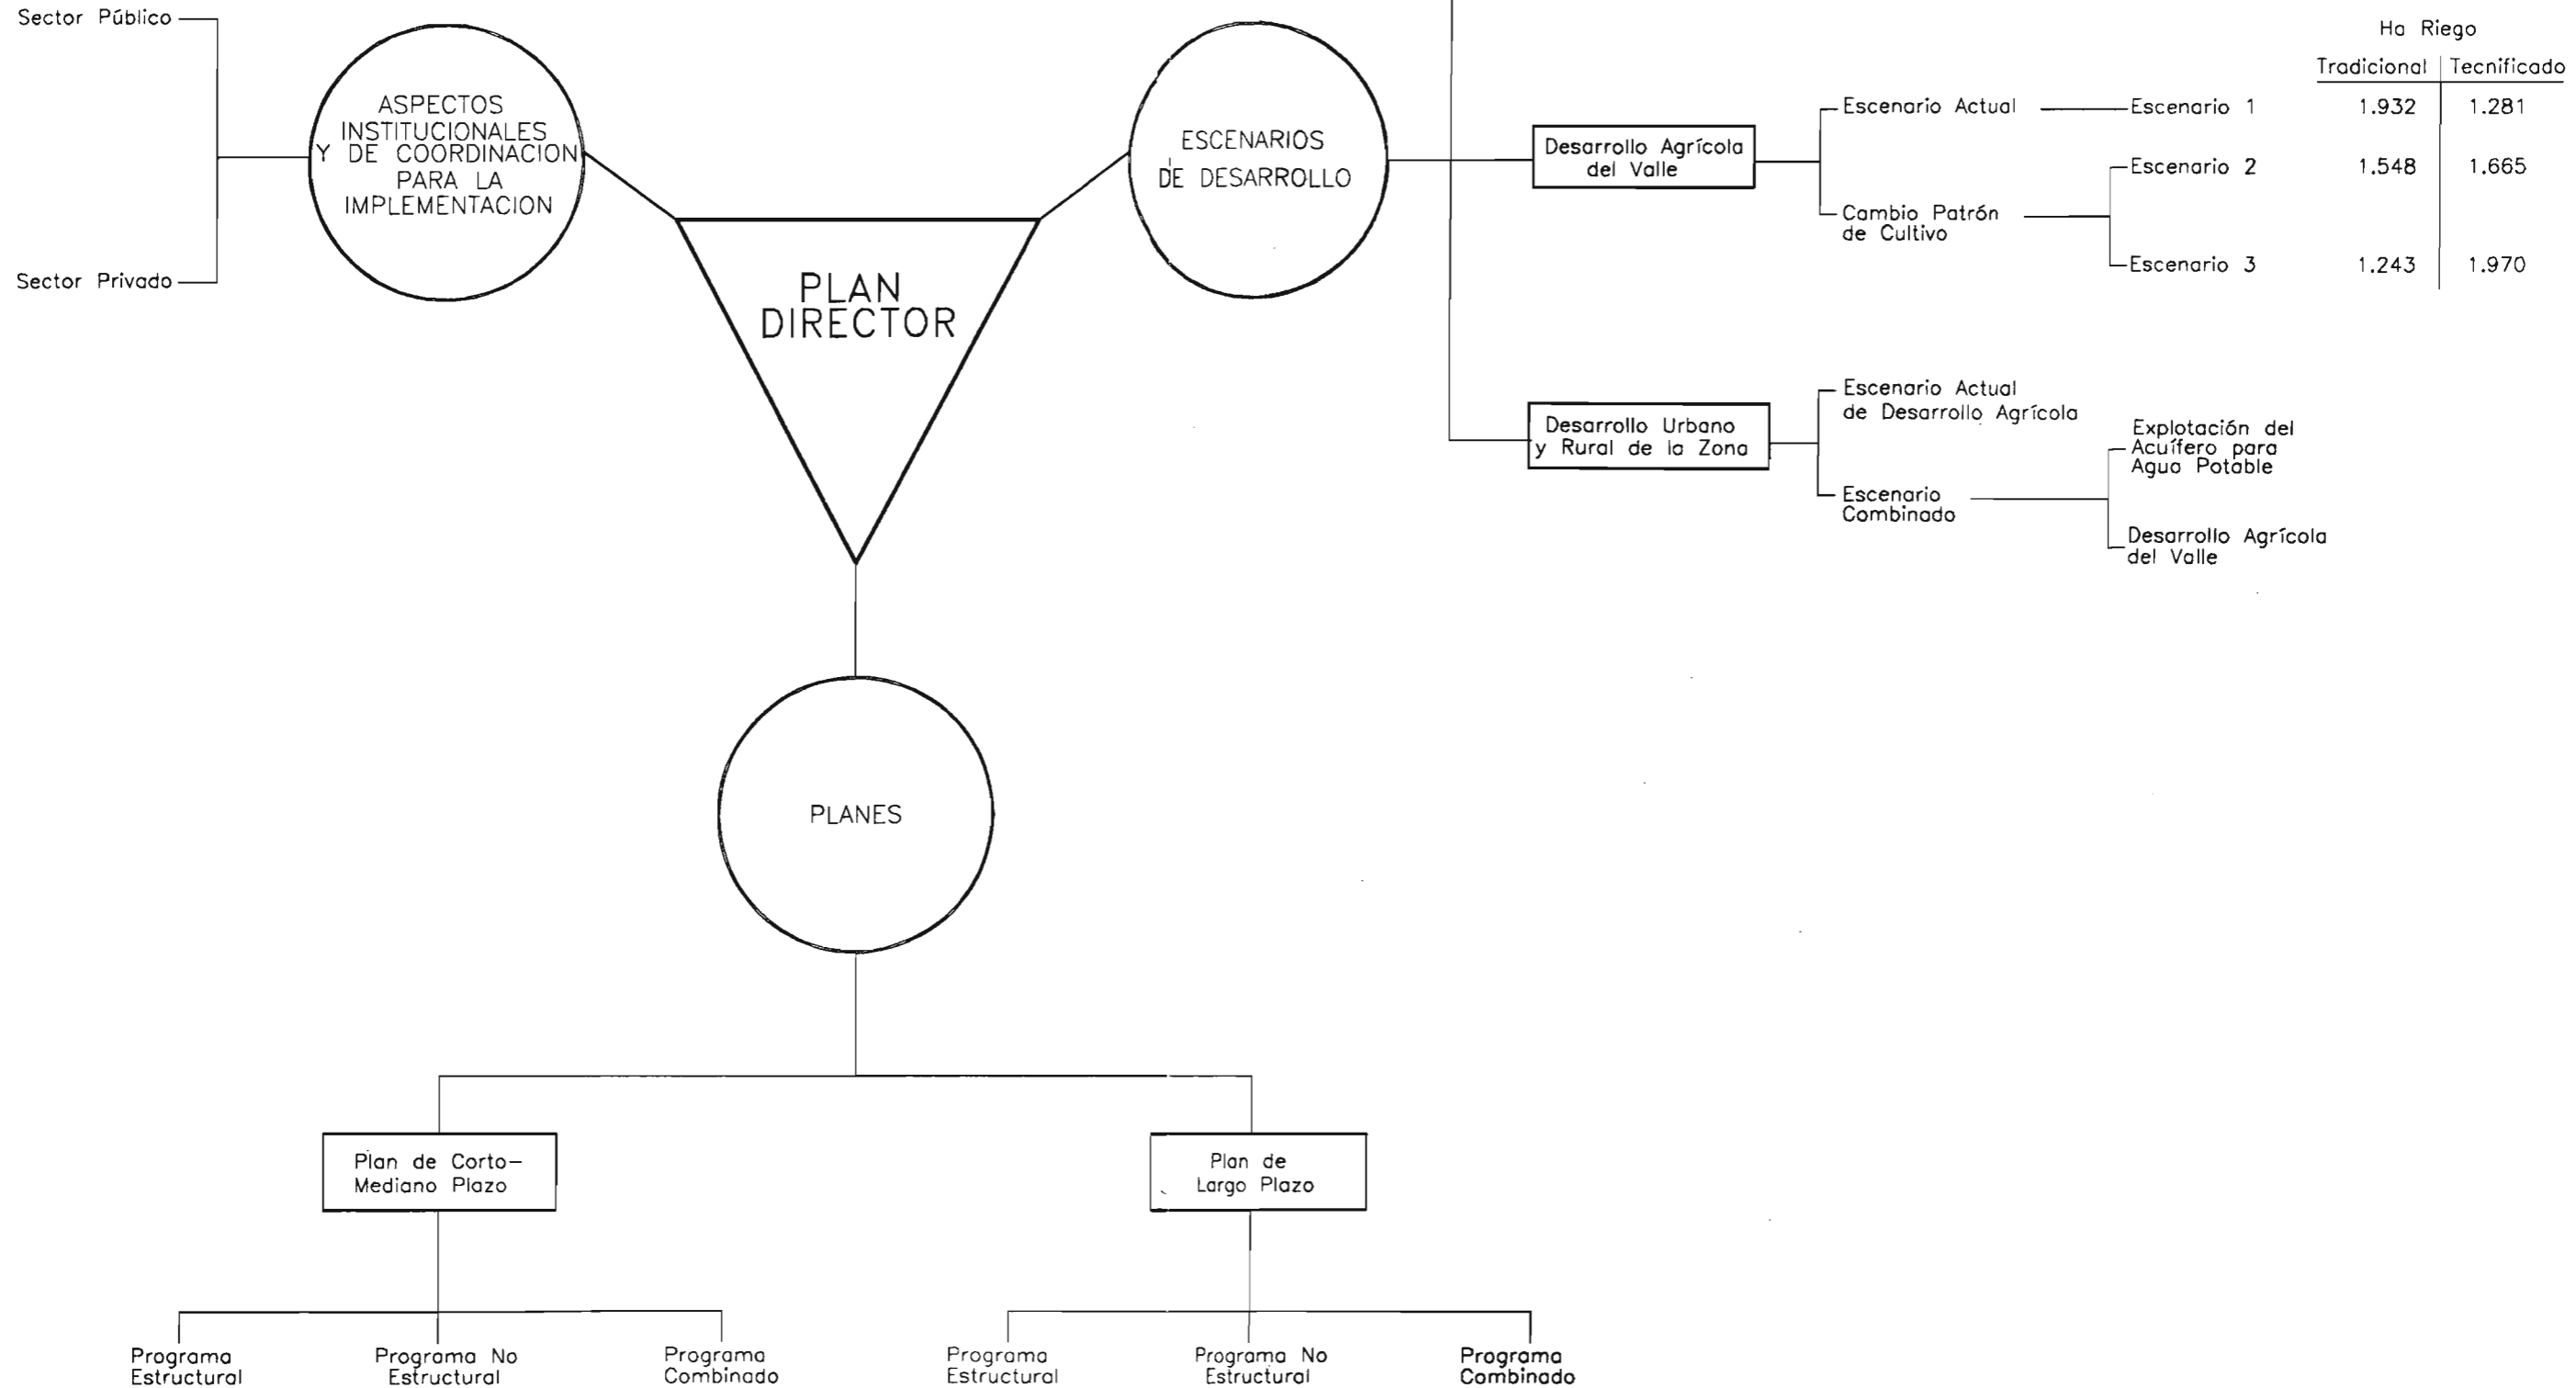 Sector Público
Sector Privado
ASPECTOS
INSTITUCIONALES
Y DE COORDINACION
PARA LA
IMPLEMENTACION
PLAN
DIRECTOR
ESCENARIOS
DE DESARROLLO
Desarrollo Agrícola
del Valle
Escenario Actual
Escenario 1
Cambio Patrón
de Cultivo
Escenario 2
Escenario 3
Ha Riego
Tradicional Tecnificado
1.932 1.281
1.548 1.665
1.243 1.970
Desarrollo Urbano
y Rural de la Zona
Escenario Actual
de Desarrollo Agrícola
Escenario
Combinado
Explotación del
Acuífero para
Agua Potable
Desarrollo Agrícola
del Valle
PLANES
Plan de Corto–
Mediano Plazo
Plan de
Largo Plazo
Programa
Estructural
Programa No
Estructural
Programa
Combinado
Programa
Estructural
Programa No
Estructural
Programa
Combinado